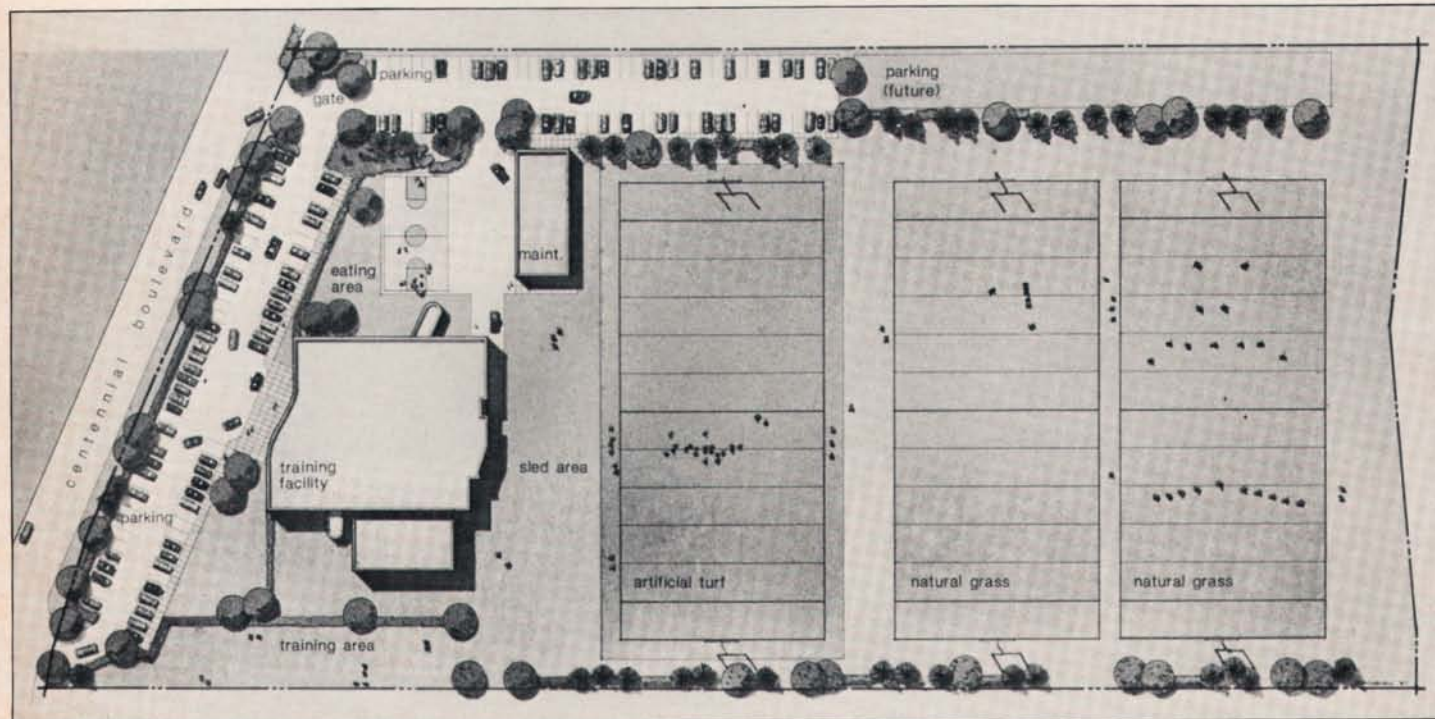 parking
gate
parking
(future)
centennial boulevard
maint.
eating
area
training
facility
sled area
parking
artificial turf
natural grass
natural grass
training area